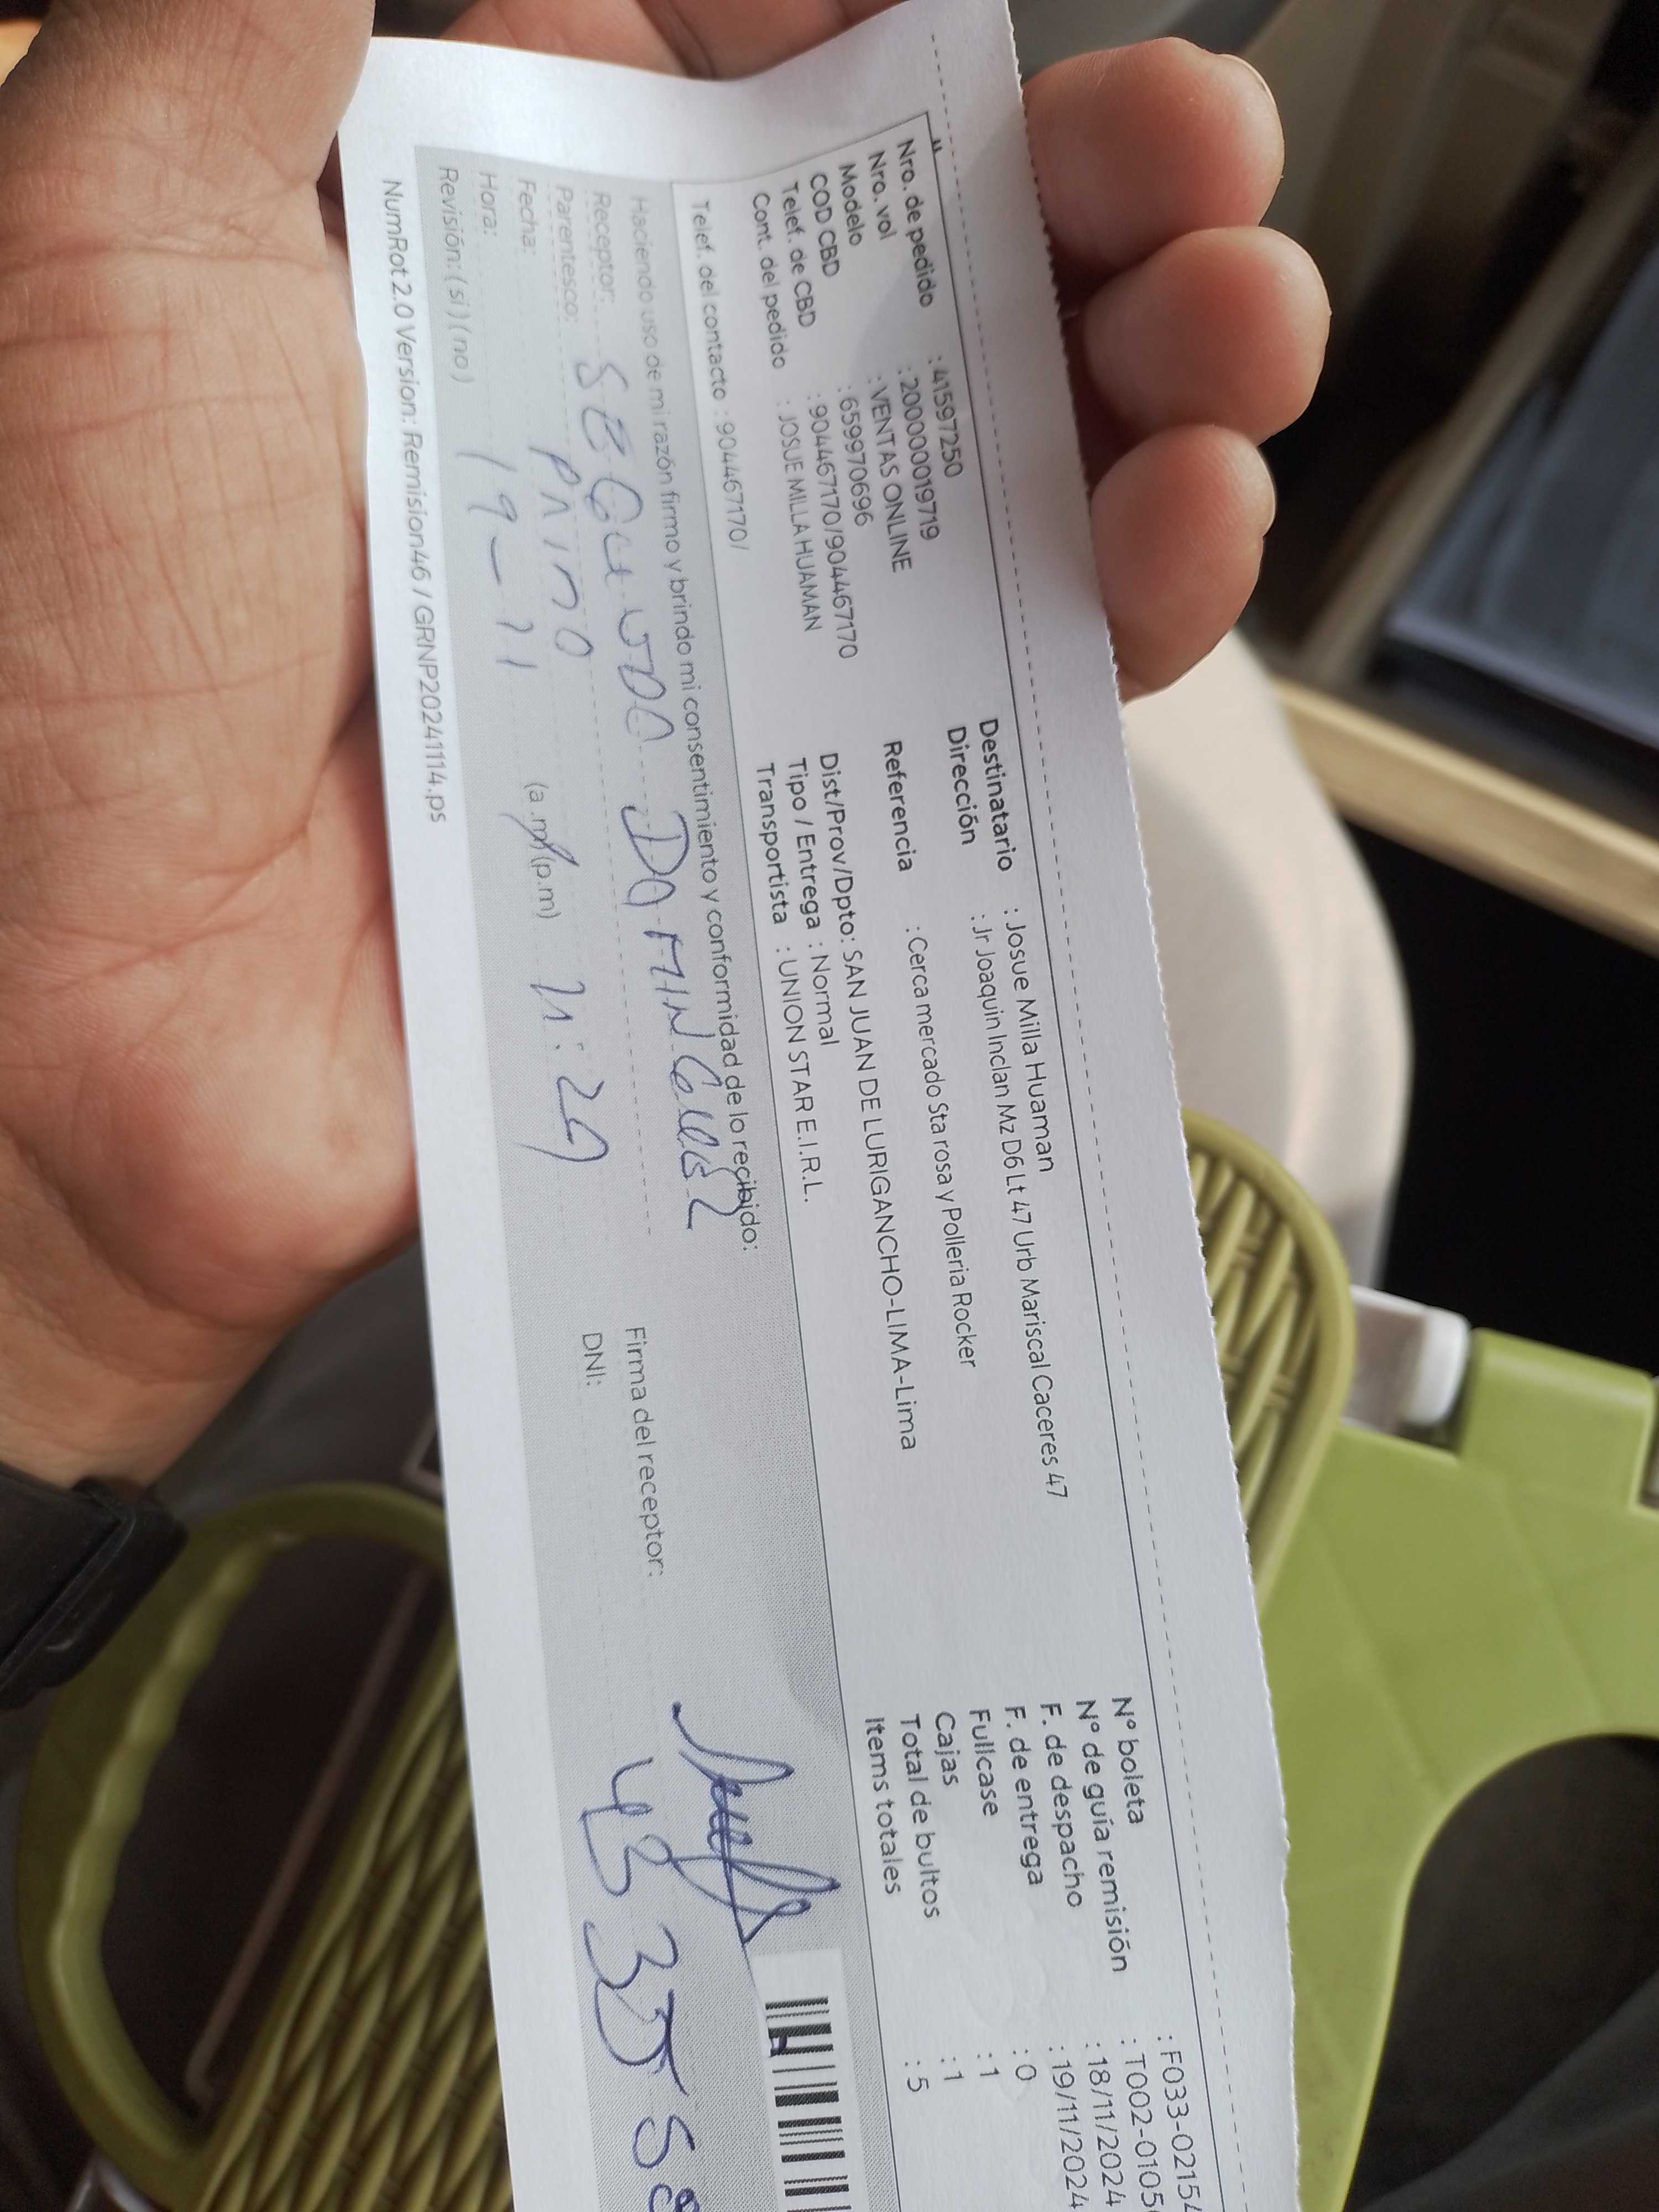 Nro. de pedido : 41597250
Nro. vol : 20000019719
Modelo : VENTAS ONLINE
COD CBD : 659970696
Telef. de CBD : 904467170/904467170
Cont. del pedido : JOSUE MILLA HUAMAN
Telef. del contacto : 904467170/
Destinatario : Josue Milla Huaman
Dirección : Jr Joaquin Inclan Mz D6 Lt 47 Urb Mariscal Caceres 47
Referencia : Cerca mercado Sta rosa y Polleria Rocker
Dist/Prov/Dpto: SAN JUAN DE LURIGANCHO-LIMA-Lima
Tipo / Entrega : Normal
Transportista : UNION STAR E.I.R.L.
N° boleta : F033-02154
N° de guía remisión : T002-0105
F. de despacho : 18/11/2024
F. de entrega : 19/11/2024
Fullcase : 0
Cajas : 1
Total de bultos : 1
Items totales : 5
Haciendo uso de mi razón firmo y brindo mi consentimiento y conformidad de lo recibido:
Receptor: SEGUNDO
Parentesco: Primo
Fecha: 19-11
Hora: (a.m) (p.m)
Revisión: (si) (no)
Firma del receptor:
DNI: 43355
NumRot 2.0 Version: Remision46 / GRNP20241114.ps